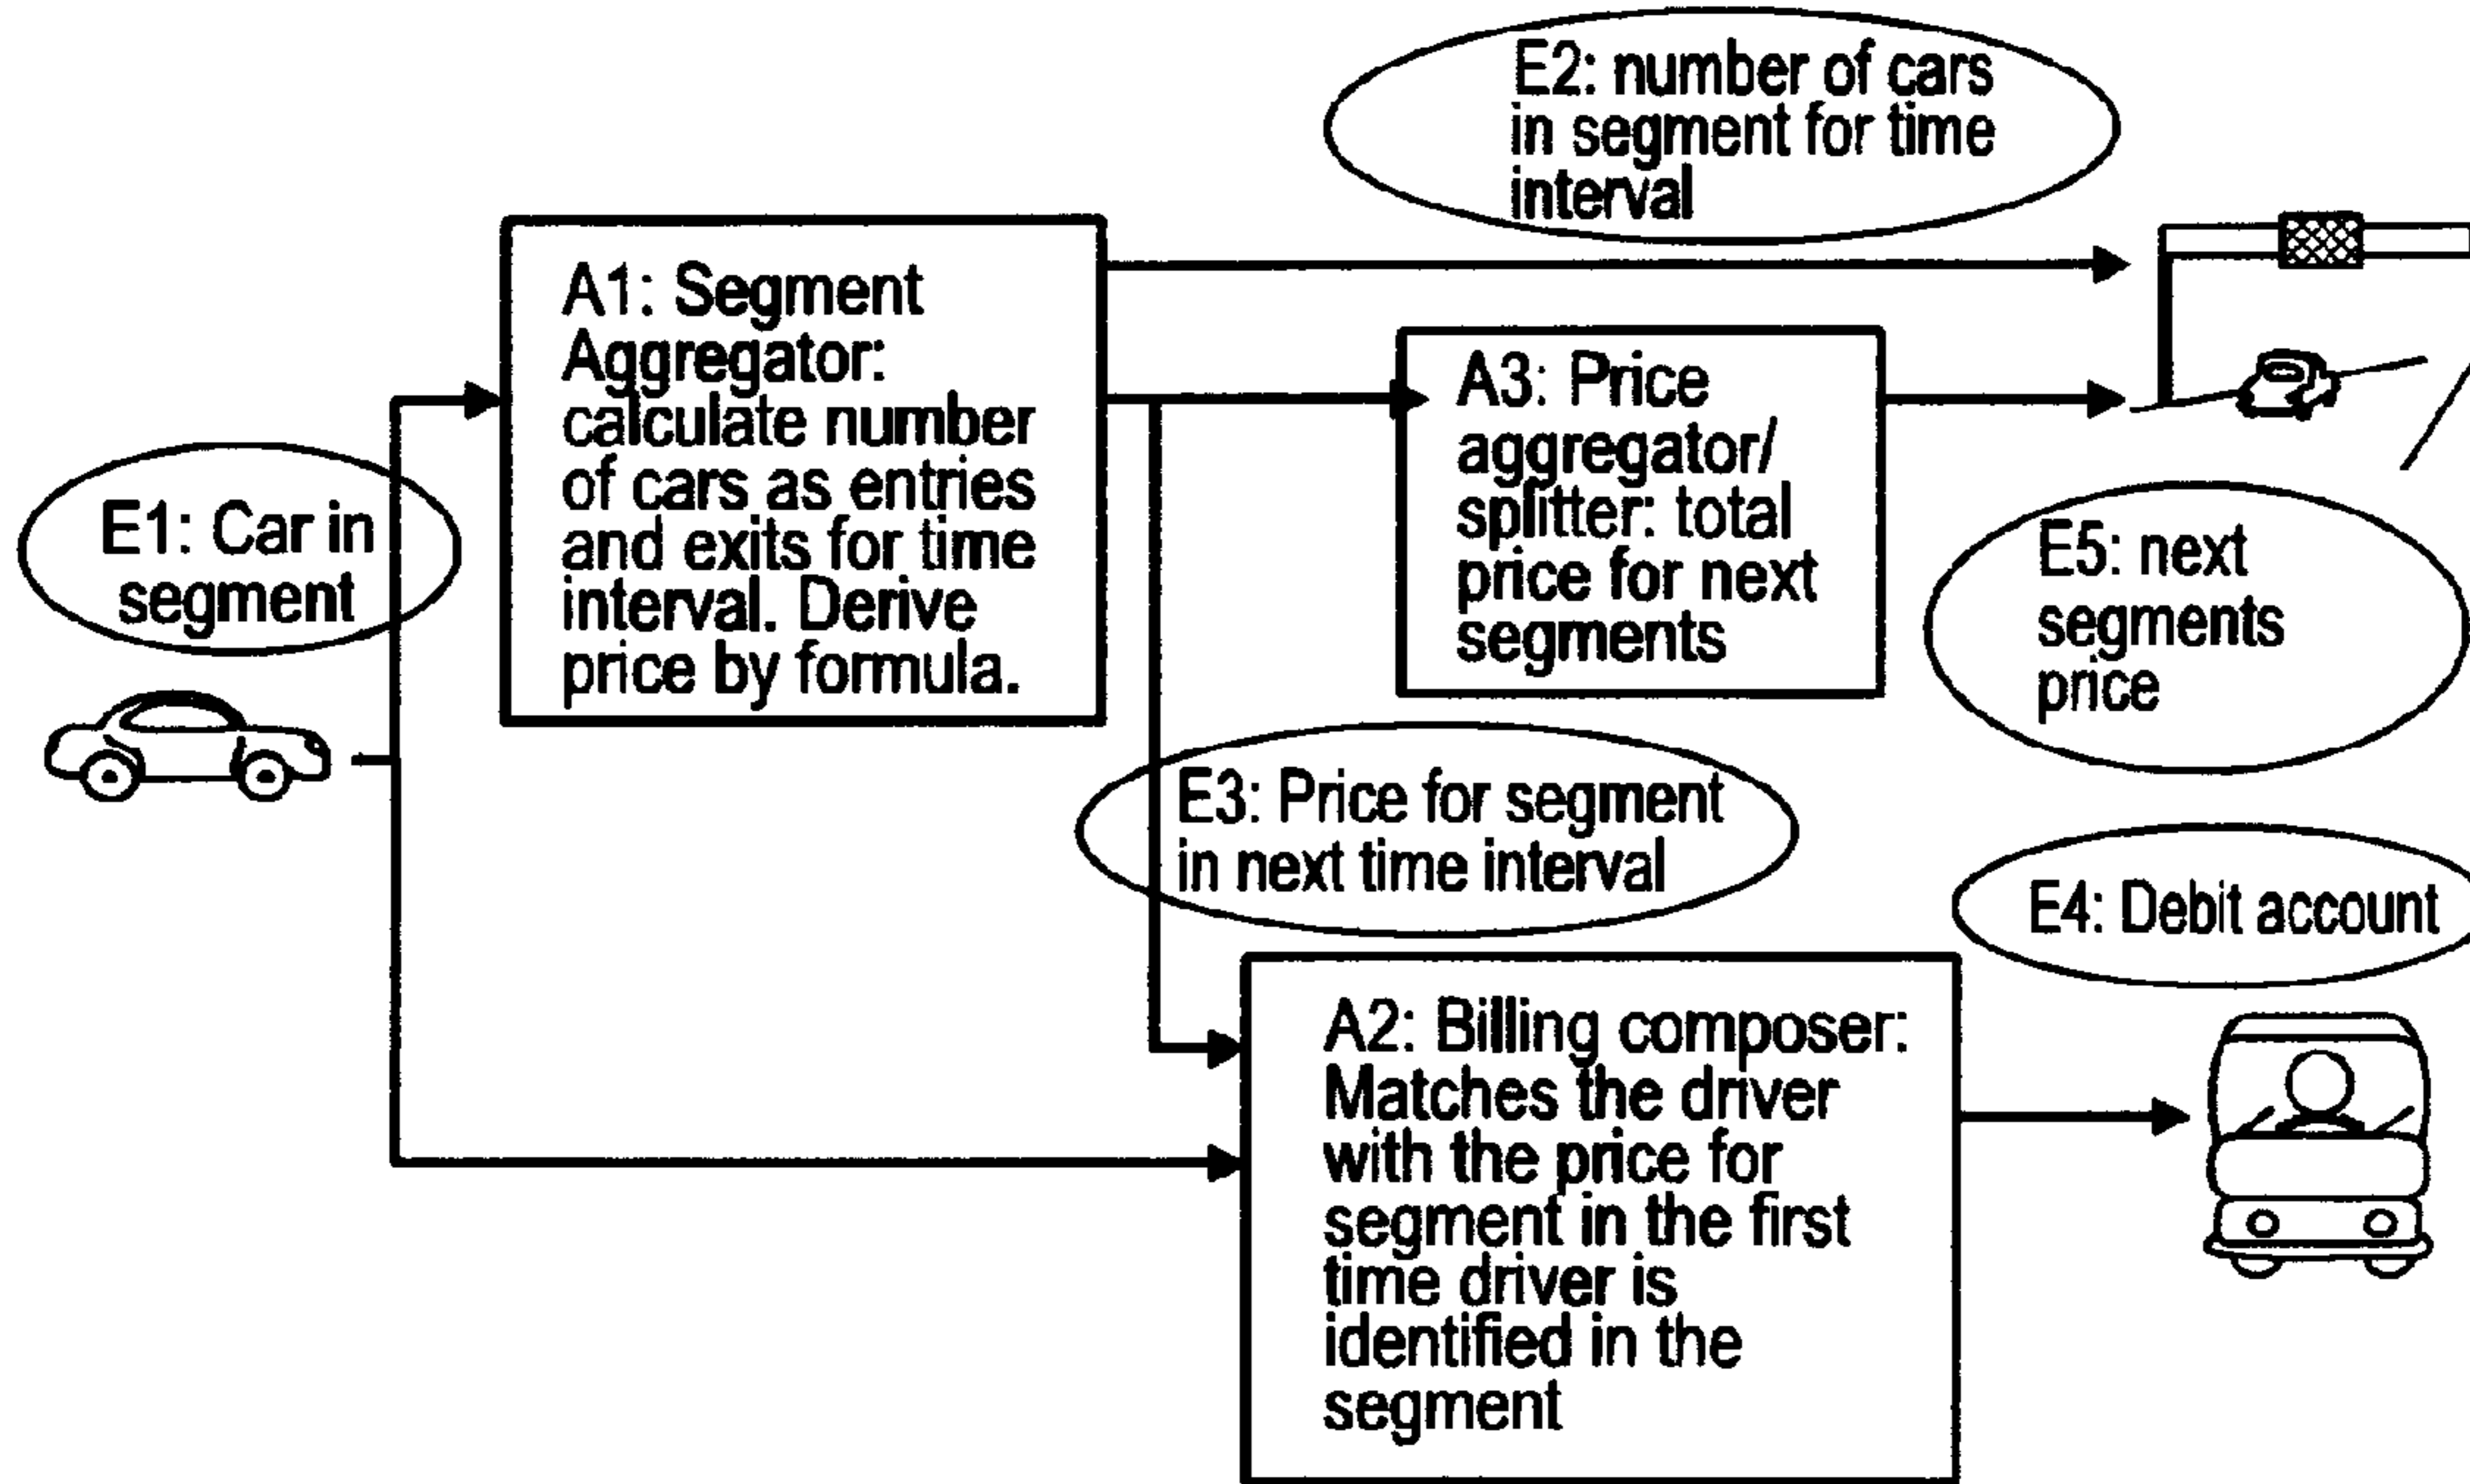 E2: number of cars
in segment for time
interval
A1: Segment
Aggregator:
calculate number
of cars as entries
and exits for time
interval. Derive
price by formula.
A3: Price
aggregator/
splitter: total
price for next
segments
E1: Car in
segment
E5: next
segments
price
E3: Price for segment
in next time interval
E4: Debit account
A2: Billing composer:
Matches the driver
with the price for
segment in the first
time driver is
identified in the
segment